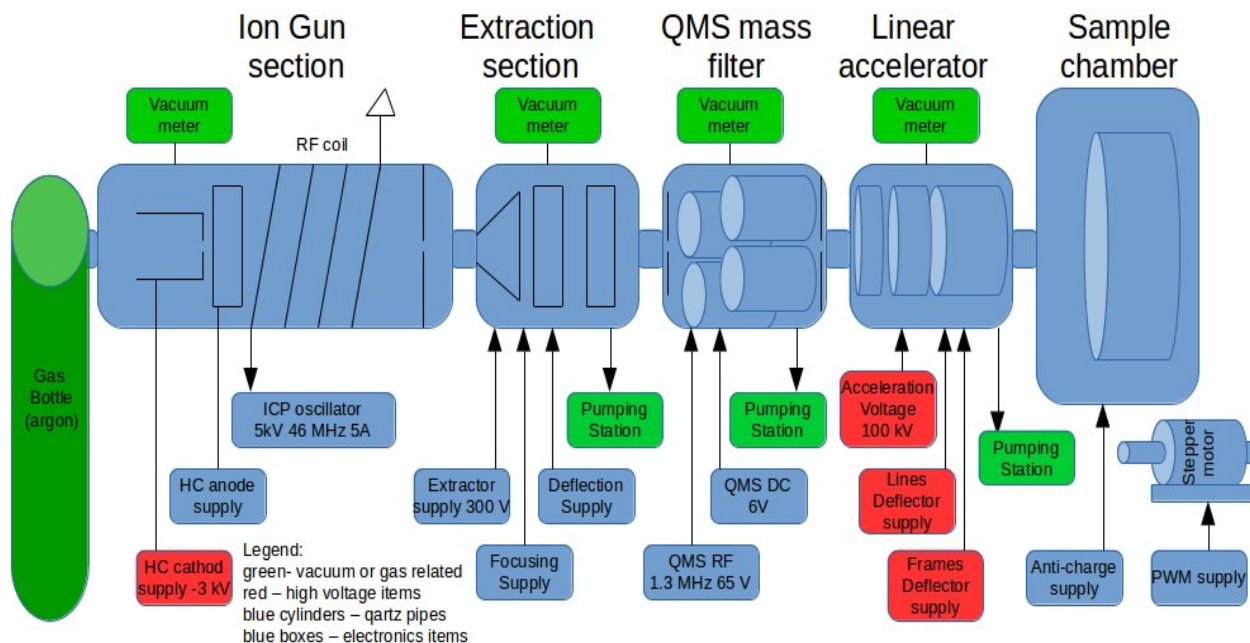 Ion Gun
section
Extraction
section
QMS mass
filter
Linear
accelerator
Sample
chamber
Vacuum
meter
RF coil
Vacuum
meter
Vacuum
meter
Vacuum
meter
Gas
Bottle
(argon)
ICP oscillator
5kV 46 MHz 5A
Pumping
Station
Pumping
Station
Acceleration
Voltage
100 kV
Pumping
Station
Stepper
motor
HC anode
supply
Extractor
supply 300 V
Deflection
Supply
QMS DC
6V
Lines
Deflector
supply
HC cathod
supply -3 kV
Legend:
green- vacuum or gas related
red – high voltage items
blue cylinders – qartz pipes
blue boxes – electronics items
Focusing
Supply
QMS RF
1.3 MHz 65 V
Frames
Deflector
supply
Anti-charge
supply
PWM supply